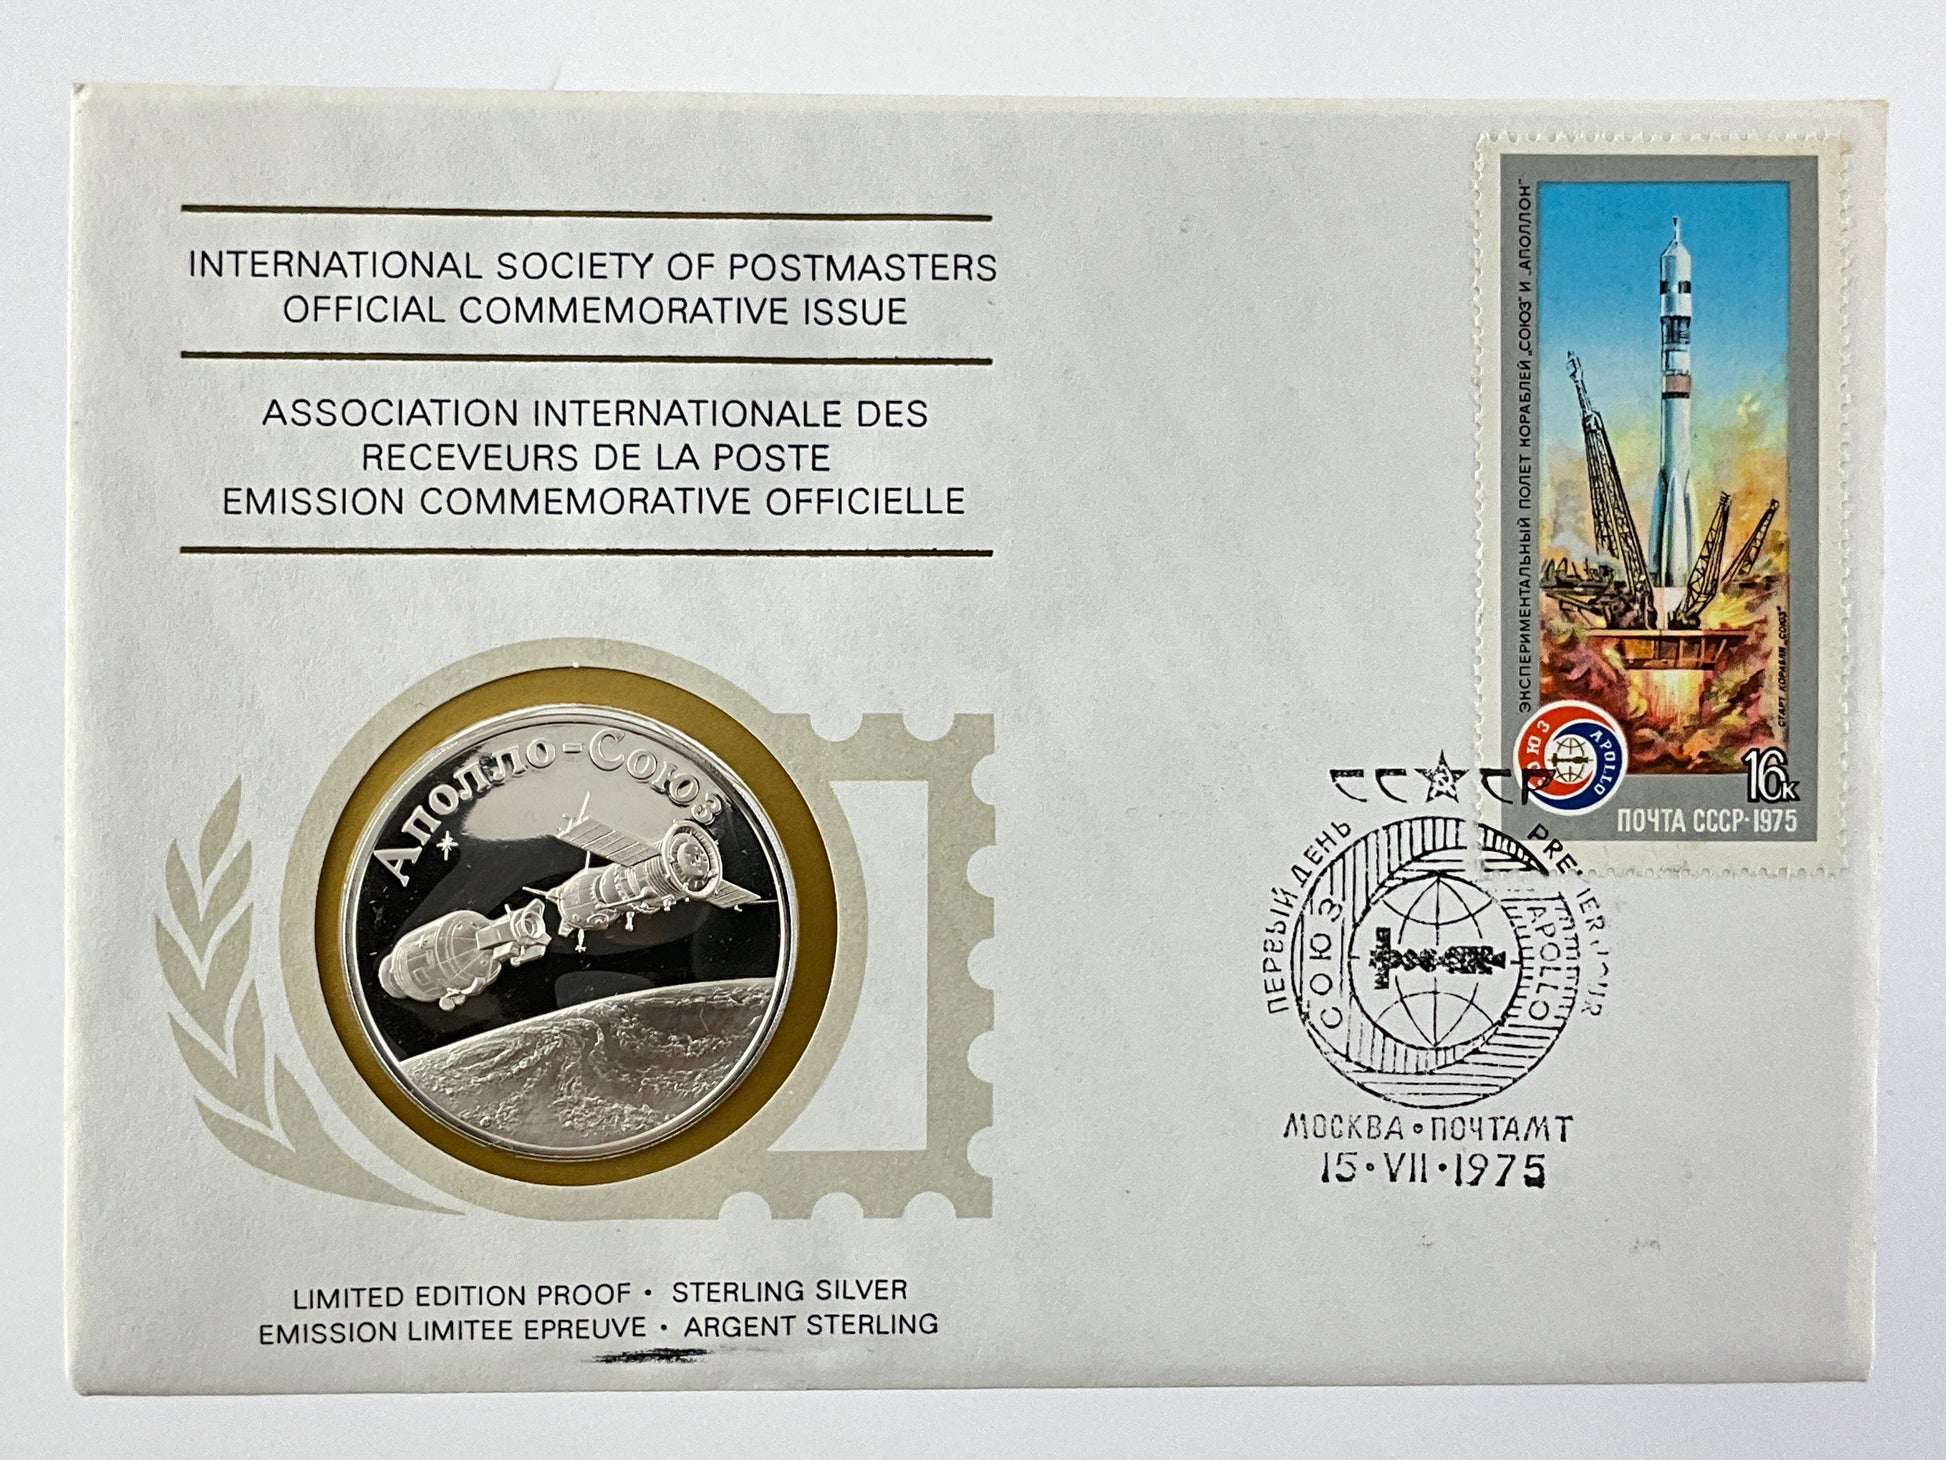 INTERNATIONAL SOCIETY OF POSTMASTERS
OFFICIAL COMMEMORATIVE ISSUE
ASSOCIATION INTERNATIONALE DES
RECEVEURS DE LA POSTE
EMISSION COMMEMORATIVE OFFICIELLE
Аполло-Союз
LIMITED EDITION PROOF • STERLING SILVER
EMISSION LIMITEE EPREUVE • ARGENT STERLING
ЭКСПЕРИМЕНТАЛЬНЫЙ ПОЛЕТ КОРАБЛЕЙ „СОЮЗ" И „АПОЛЛОН"
СТАРТ КОРАБЛЯ „СОЮЗ"
СОЮЗ
APOLLO
16к
ПОЧТА СССР·1975
СССР
ПЕРВЫЙ ДЕНЬ
PREMIER JOUR
СОЮЗ
APOLLO
МОСКВА • ПОЧТАМТ
15 • VII • 1975